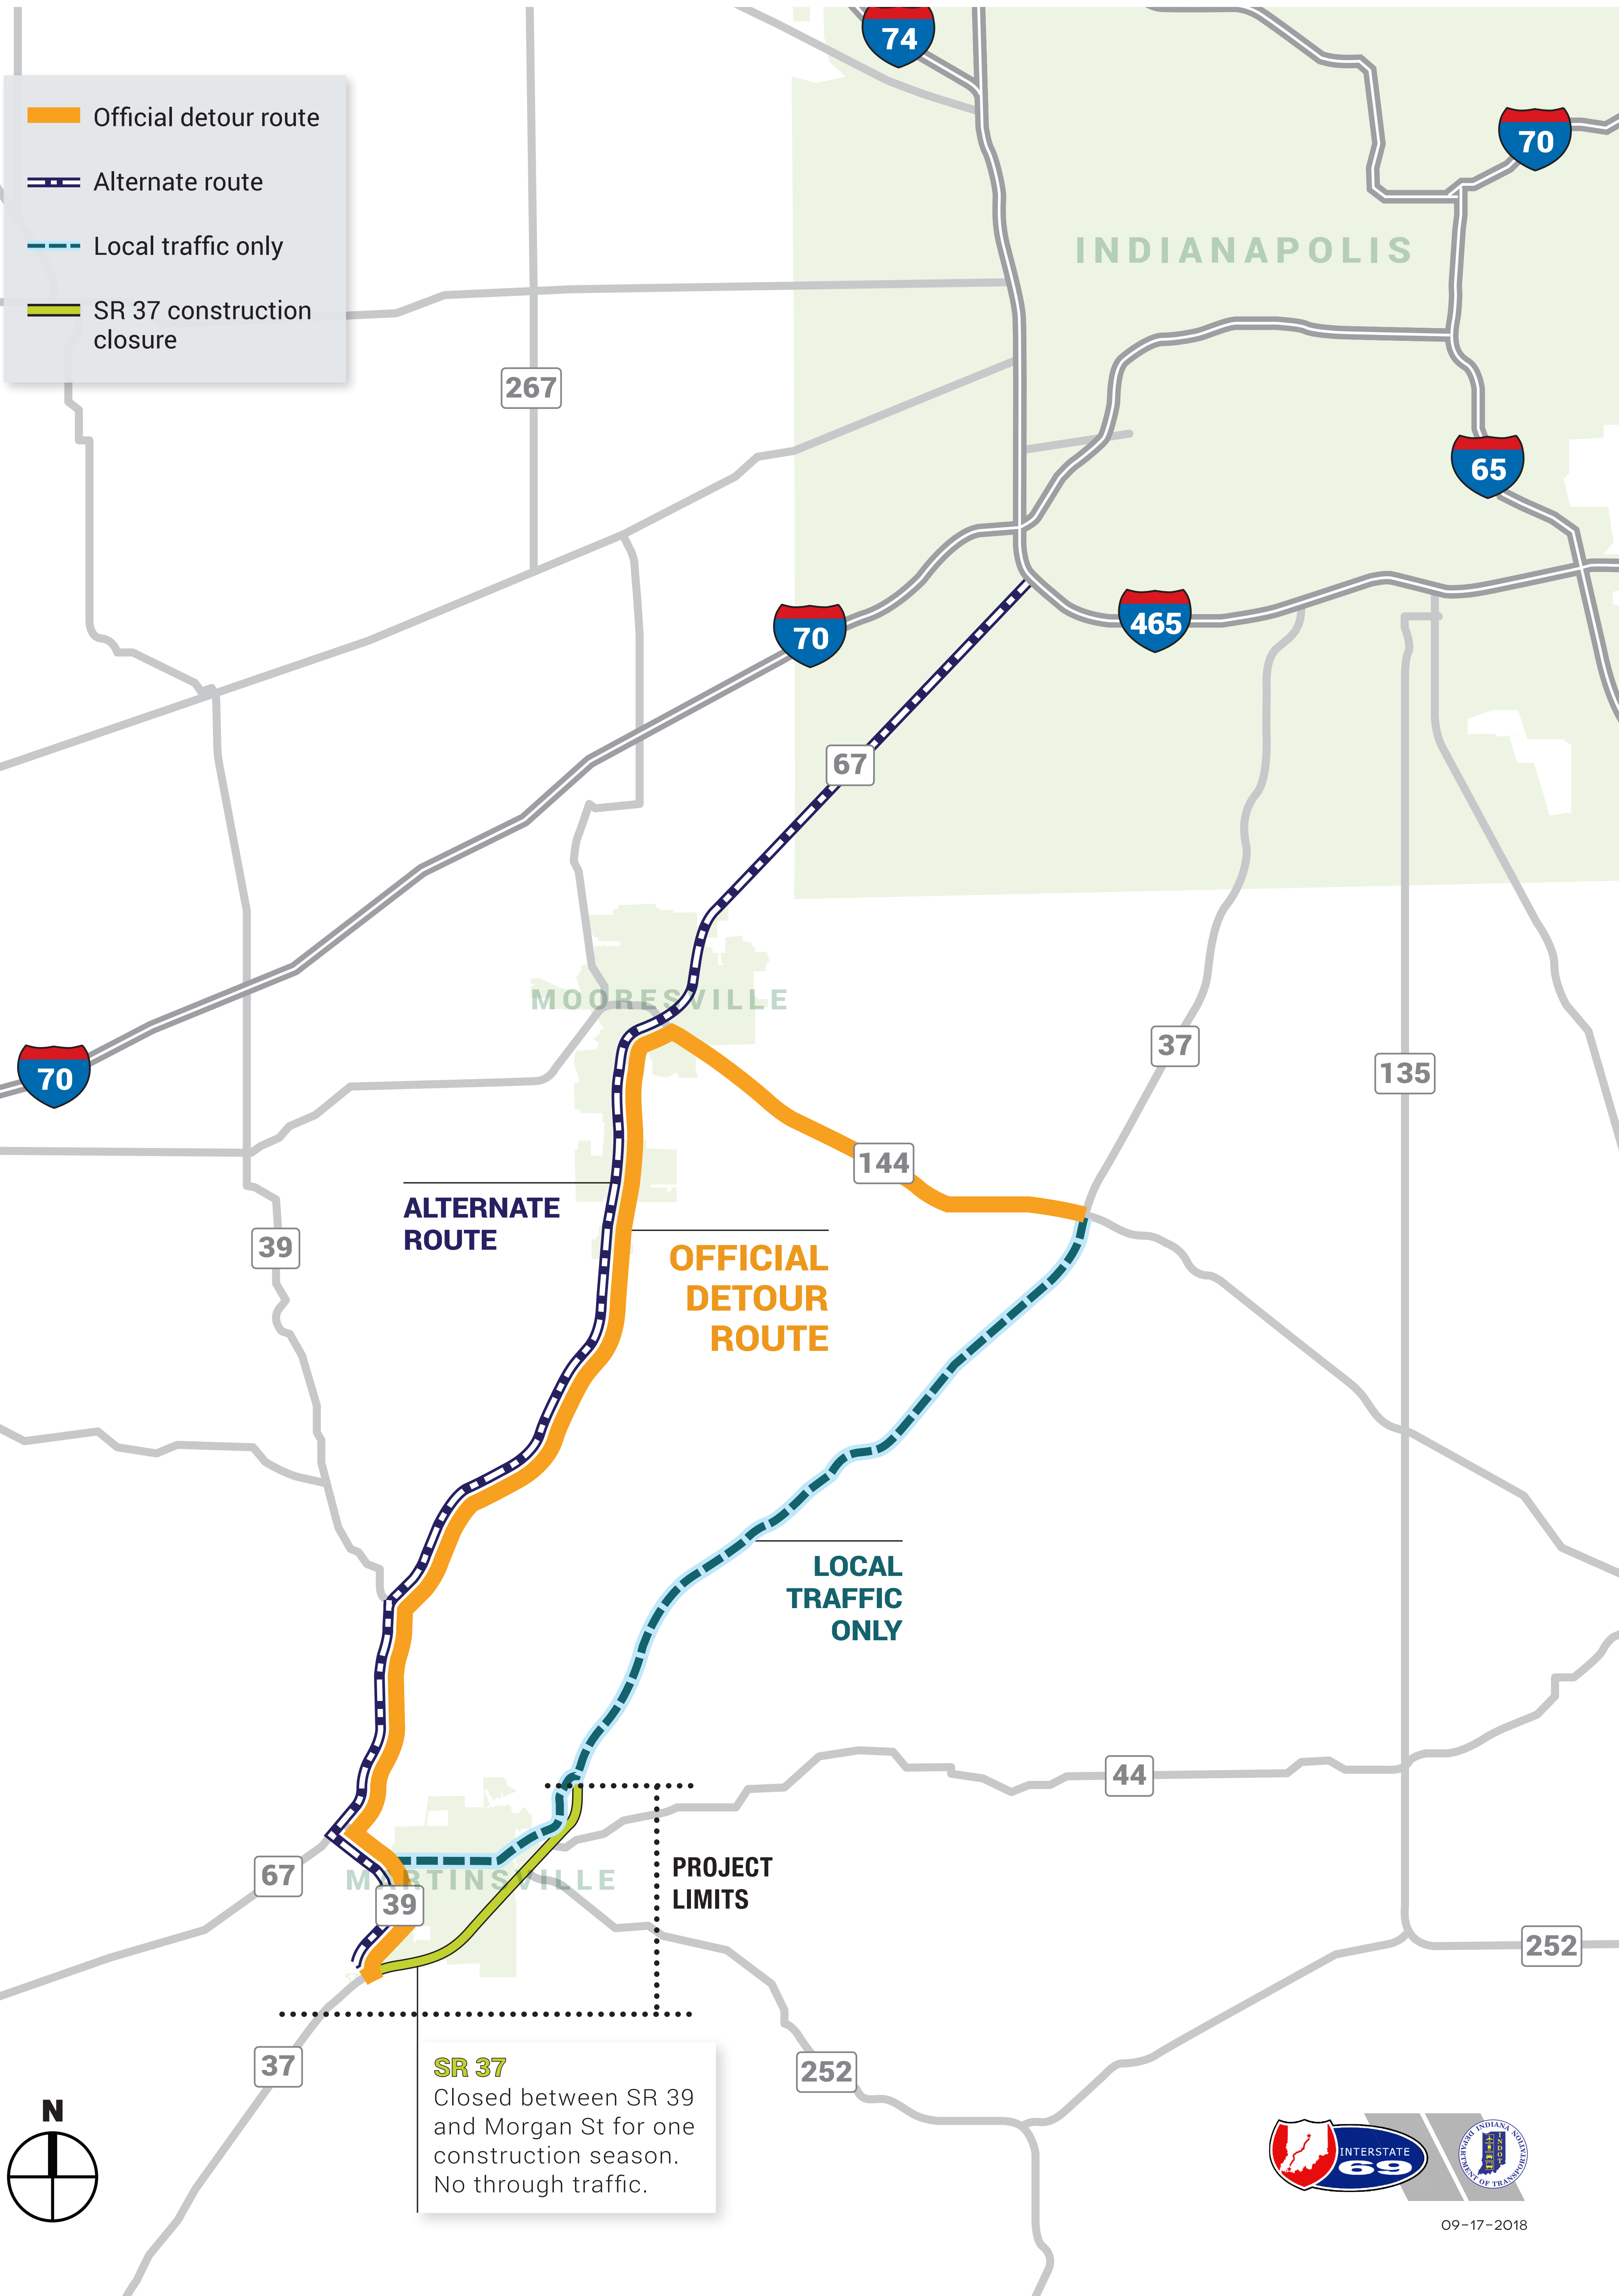 74
Official detour route
Alternate route
Local traffic only
SR 37 construction
closure
70
INDIANAPOLIS
267
65
70
465
67
MOORESVILLE
37
70
135
144
ALTERNATE
ROUTE
39
OFFICIAL
DETOUR
ROUTE
LOCAL
TRAFFIC
ONLY
44
67
MARTINSVILLE
PROJECT
LIMITS
39
252
37
SR 37
Closed between SR 39
and Morgan St for one
construction season.
No through traffic.
252
N
INTERSTATE
69
INDIANA
DEPARTMENT OF TRANSPORTATION
INDOT
09-17-2018